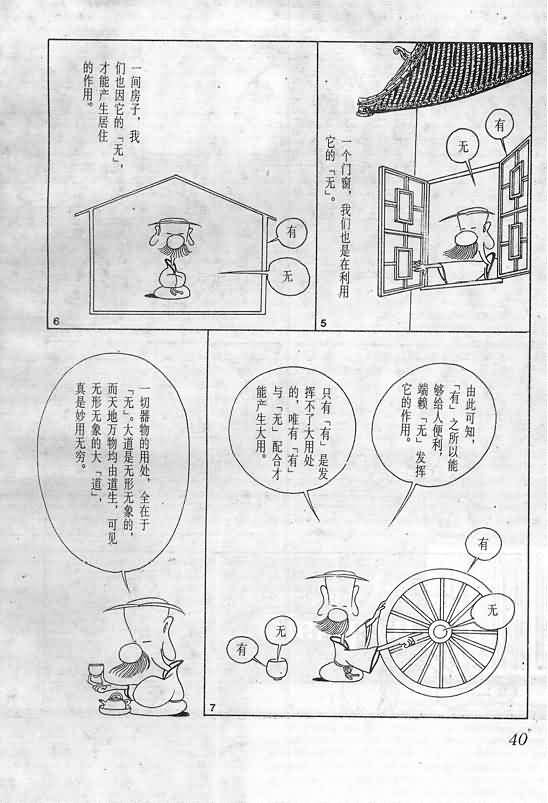 有
无
一个门窗，我们也是在利用
它的「无」。
5
一间房子，我
们也因它的「无」，
才能产生居住
的作用。
有
无
6
由此可知，
「有」之所以能
够给人便利，
端赖「无」发挥
它的作用。
只有「有」是发
挥不了大用处
的，唯有「有」
与「无」配合才
能产生大用。
有
无
无
有
7
一切器物的用处，全在于
「无」。大道是无形无象的，
而天地万物均由道生，可见
无形无象的大「道」，
真是妙用无穷。
40